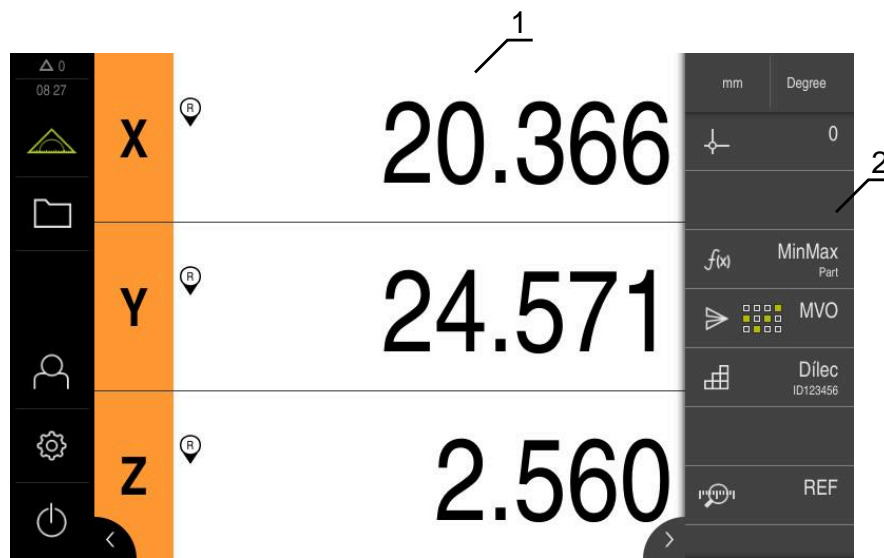 1
0
08 27
mm Degree
X R 20.366
0
2
Y R 24.571
f(x) MinMax
Part
MVO
Dílec
ID123456
Z R 2.560
REF